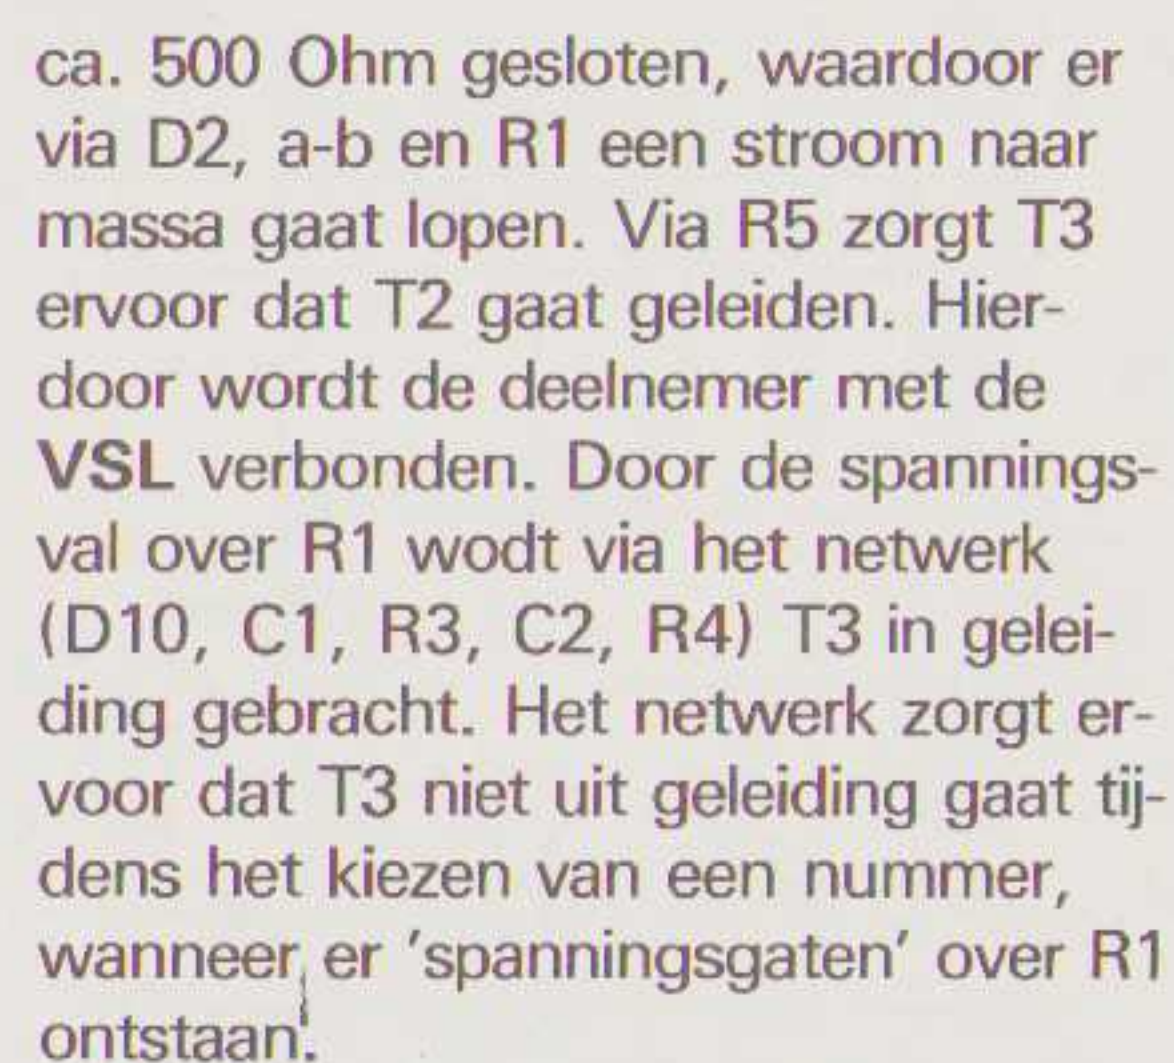 ca. 500 Ohm gesloten, waardoor er
via D2, a-b en R1 een stroom naar
massa gaat lopen. Via R5 zorgt T3
ervoor dat T2 gaat geleiden. Hier-
door wordt de deelnemer met de
VSL verbonden. Door de spannings-
val over R1 wodt via het netwerk
(D10, C1, R3, C2, R4) T3 in gelei-
ding gebracht. Het netwerk zorgt er-
voor dat T3 niet uit geleiding gaat tij-
dens het kiezen van een nummer,
wanneer er 'spanningsgaten' over R1
ontstaan.